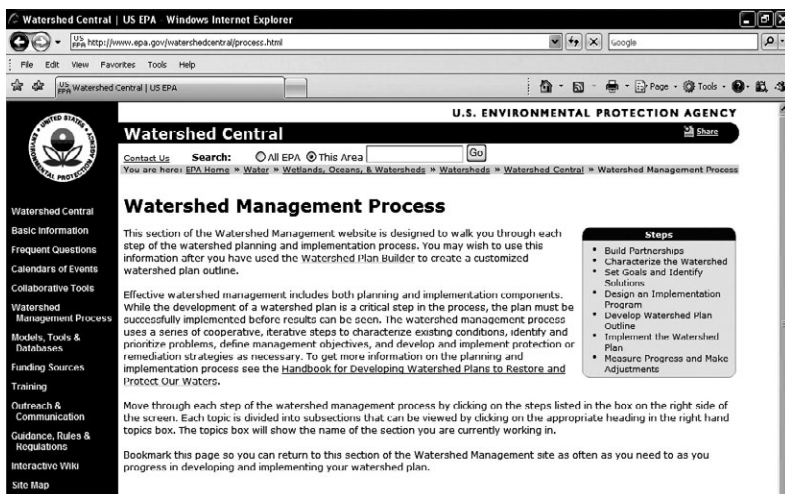 Watershed Central | US EPA - Windows Internet Explorer
US EPA http://www.epa.gov/watershedcentral/process.html
Google
File Edit View Favorites Tools Help
US EPA Watershed Central | US EPA
Page Tools
U.S. ENVIRONMENTAL PROTECTION AGENCY
UNITED STATES
ENVIRONMENTAL PROTECTION AGENCY
Watershed Central
Share
Contact Us Search: All EPA This Area Go
You are here: EPA Home » Water » Wetlands, Oceans, & Watersheds » Watersheds » Watershed Central » Watershed Management Process
Watershed Central
Basic Information
Frequent Questions
Calendars of Events
Collaborative Tools
Watershed
Management Process
Models, Tools &
Databases
Funding Sources
Training
Outreach &
Communication
Guidance, Rules &
Regulations
Interactive Wiki
Site Map
Watershed Management Process
This section of the Watershed Management website is designed to walk you through each
step of the watershed planning and implementation process. You may wish to use this
information after you have used the Watershed Plan Builder to create a customized
watershed plan outline.
Effective watershed management includes both planning and implementation components.
While the development of a watershed plan is a critical step in the process, the plan must be
successfully implemented before results can be seen. The watershed management process
uses a series of cooperative, iterative steps to characterize existing conditions, identify and
prioritize problems, define management objectives, and develop and implement protection or
remediation strategies as necessary. To get more information on the planning and
implementation process see the Handbook for Developing Watershed Plans to Restore and
Protect Our Waters.
Move through each step of the watershed management process by clicking on the steps listed
in the box on the right side of
the screen. Each topic is divided into subsections that can be viewed by clicking on the appropriate heading in the right hand
topics box. The topics box will show the name of the section you are currently working in.
Bookmark this page so you can return to this section of the Watershed Management site as often as you need to as you
progress in developing and implementing your watershed plan.
Steps
• Build Partnerships
• Characterize the Watershed
• Set Goals and Identify
Solutions
• Design an Implementation
Program
• Develop Watershed Plan
Outline
• Implement the Watershed
Plan
• Measure Progress and Make
Adjustments